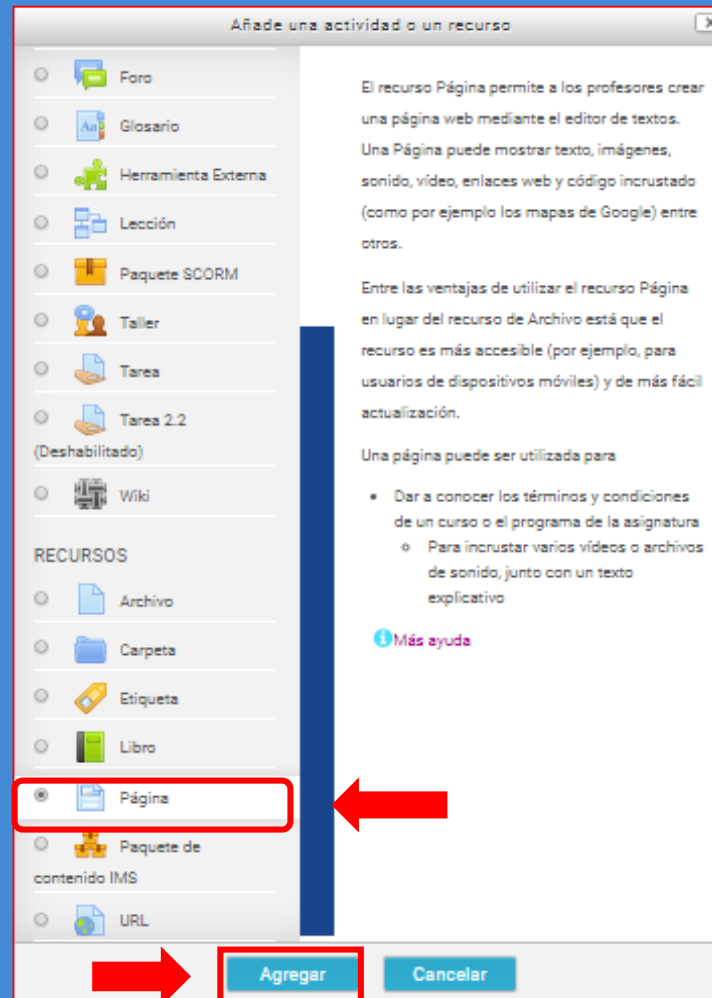 Añade una actividad o un recurso
Foro
Glosario
Herramienta Externa
Lección
Paquete SCORM
Taller
Tarea
Tarea 2.2
(Deshabilitado)
Wiki
RECURSOS
Archivo
Carpeta
Etiqueta
Libro
Página
Paquete de
contenido IMS
URL
El recurso Página permite a los profesores crear
una página web mediante el editor de textos.
Una Página puede mostrar texto, imágenes,
sonido, vídeo, enlaces web y código incrustado
(como por ejemplo los mapas de Google) entre
otros.
Entre las ventajas de utilizar el recurso Página
en lugar del recurso de Archivo está que el
recurso es más accesible (por ejemplo, para
usuarios de dispositivos móviles) y de más fácil
actualización.
Una página puede ser utilizada para
Dar a conocer los términos y condiciones
de un curso o el programa de la asignatura
Para incrustar varios vídeos o archivos
de sonido, junto con un texto
explicativo
Más ayuda
Agregar
Cancelar